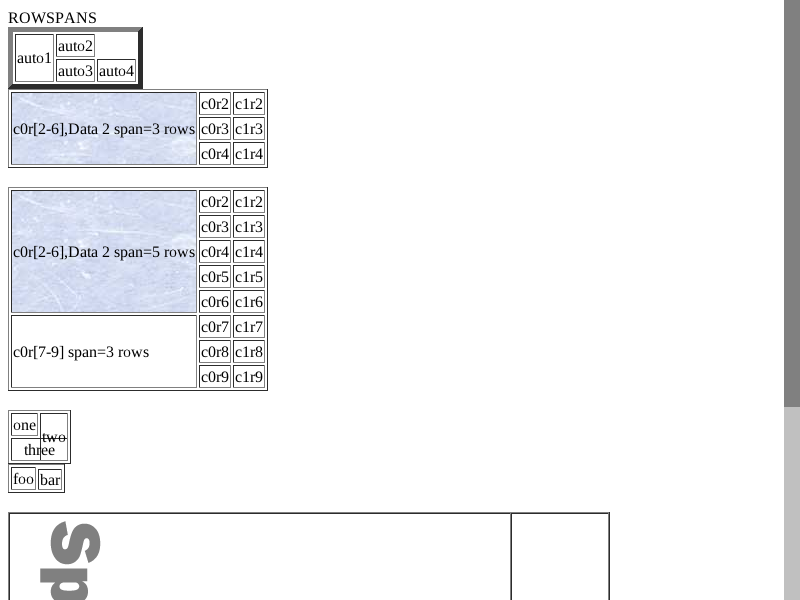 ROWSPANS
auto1 auto2
auto3 auto4
c0r[2-6],Data 2 span=3 rows c0r2 c1r2
c0r3 c1r3
c0r4 c1r4
c0r[2-6],Data 2 span=5 rows c0r2 c1r2
c0r3 c1r3
c0r4 c1r4
c0r5 c1r5
c0r6 c1r6
c0r[7-9] span=3 rows c0r7 c1r7
c0r8 c1r8
c0r9 c1r9
one two
three
foo bar
sp